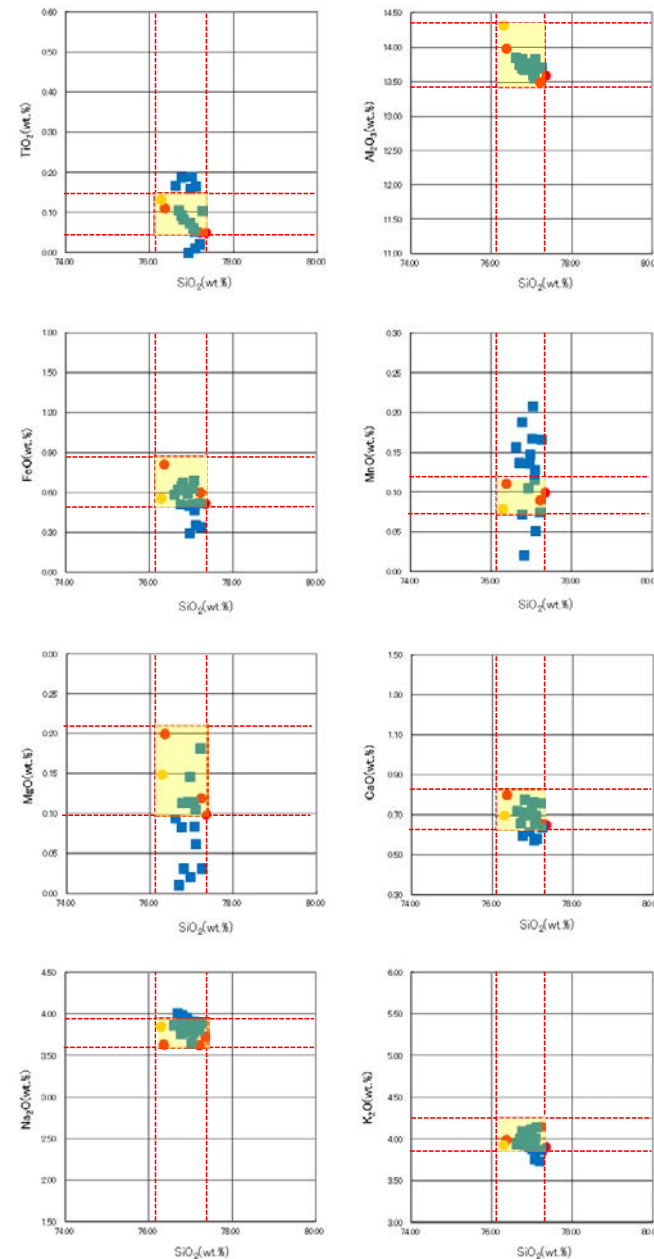 0.60
0.50
0.40
0.30
0.20
0.10
0.00
TiO₂(wt.%)
74.00 76.00 78.00 80.00
SiO₂(wt.%)
14.50
14.00
13.50
13.00
12.50
12.00
11.50
11.00
Al₂O₃(wt.%)
74.00 76.00 78.00 80.00
SiO₂(wt.%)
1.80
1.50
1.20
0.90
0.60
0.30
0.00
FeO(wt.%)
74.00 76.00 78.00 80.00
SiO₂(wt.%)
0.30
0.25
0.20
0.15
0.10
0.05
0.00
MnO(wt.%)
74.00 76.00 78.00 80.00
SiO₂(wt.%)
0.30
0.25
0.20
0.15
0.10
0.05
0.00
MgO(wt.%)
74.00 76.00 78.00 80.00
SiO₂(wt.%)
1.50
1.20
0.90
0.60
0.30
CaO(wt.%)
74.00 76.00 78.00 80.00
SiO₂(wt.%)
4.50
4.00
3.50
3.00
2.50
2.00
1.50
Na₂O(wt.%)
74.00 76.00 78.00 80.00
SiO₂(wt.%)
6.00
5.50
5.00
4.50
4.00
3.50
3.00
K₂O(wt.%)
74.00 76.00 78.00 80.00
SiO₂(wt.%)